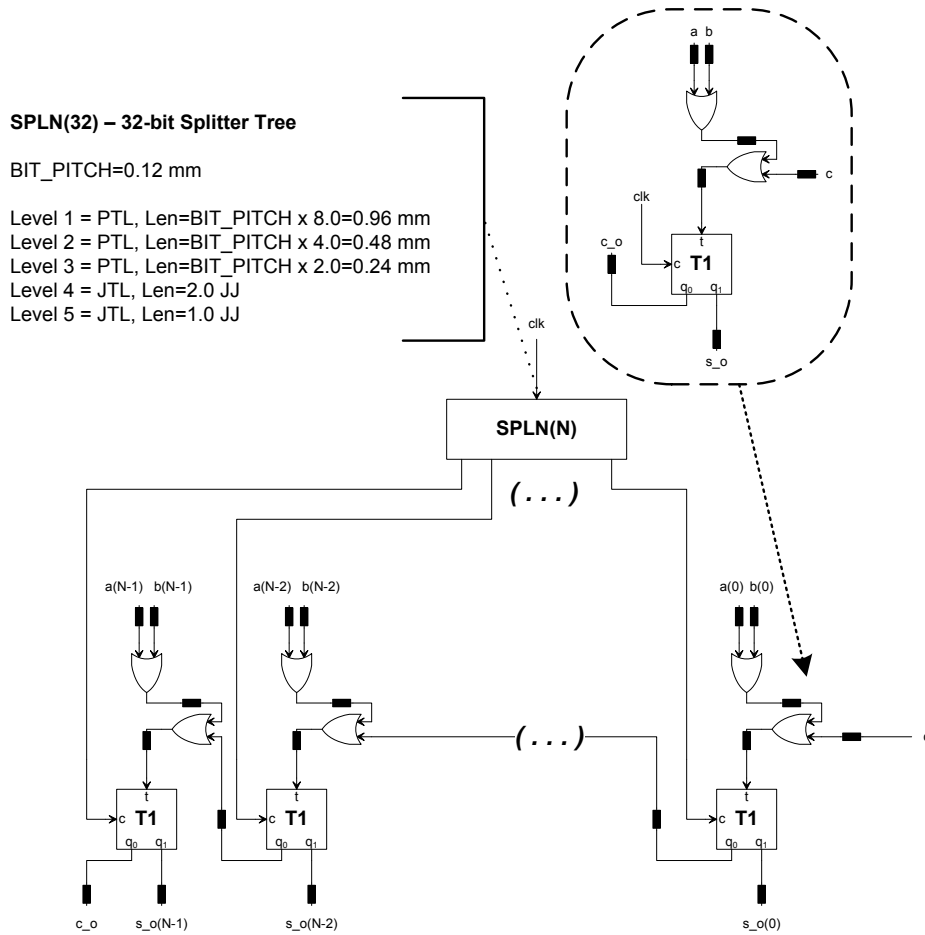 SPLN(32) – 32-bit Splitter Tree
BIT_PITCH=0.12 mm
Level 1 = PTL, Len=BIT_PITCH x 8.0=0.96 mm
Level 2 = PTL, Len=BIT_PITCH x 4.0=0.48 mm
Level 3 = PTL, Len=BIT_PITCH x 2.0=0.24 mm
Level 4 = JTL, Len=2.0 JJ
Level 5 = JTL, Len=1.0 JJ
a b
c
clk
c_o
t
c T1
q0 q1
s_o
clk
SPLN(N)
(...)
a(N-1) b(N-1)
a(N-2) b(N-2)
a(0) b(0)
(...)
t
c T1
q0 q1
t
c T1
q0 q1
t
c T1
q0 q1
c_o
s_o(N-1)
s_o(N-2)
s_o(0)